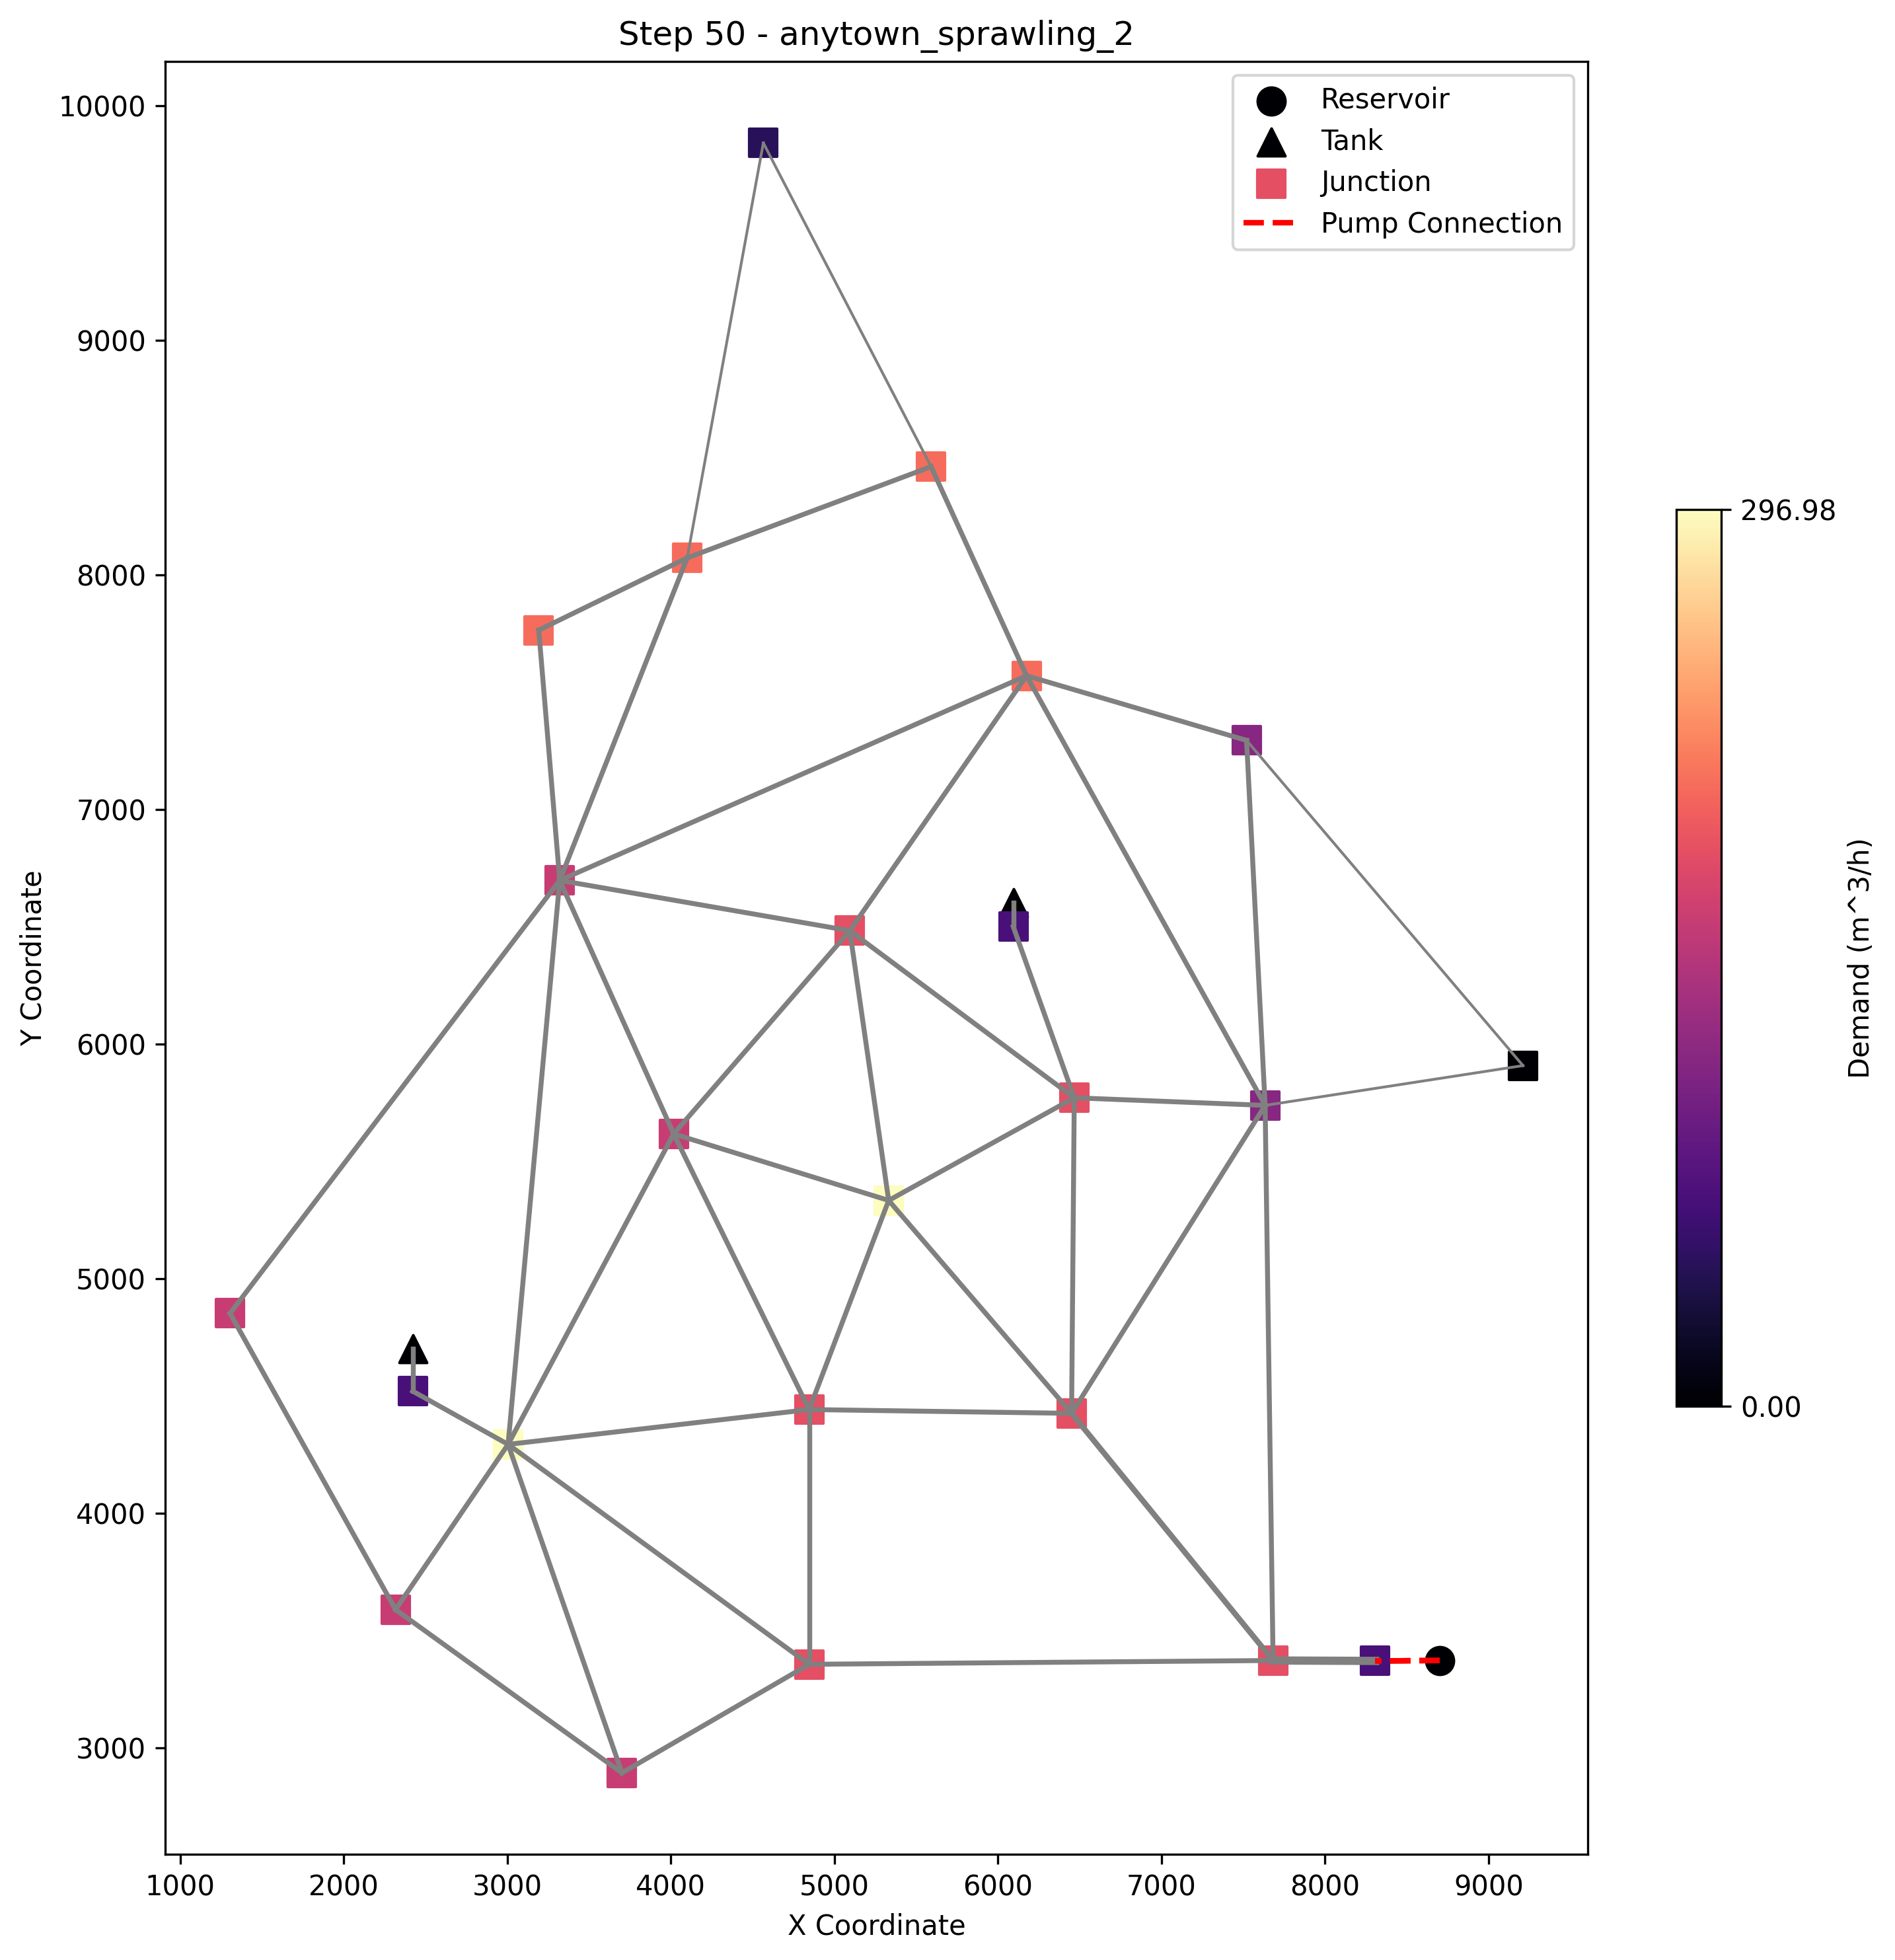 Step 50 - anytown_sprawling_2
Reservoir
Tank
Junction
Pump Connection
10000
9000
8000
7000
6000
5000
4000
3000
Y Coordinate
1000 2000 3000 4000 5000 6000 7000 8000 9000
X Coordinate
296.98
0.00
Demand (m^3/h)